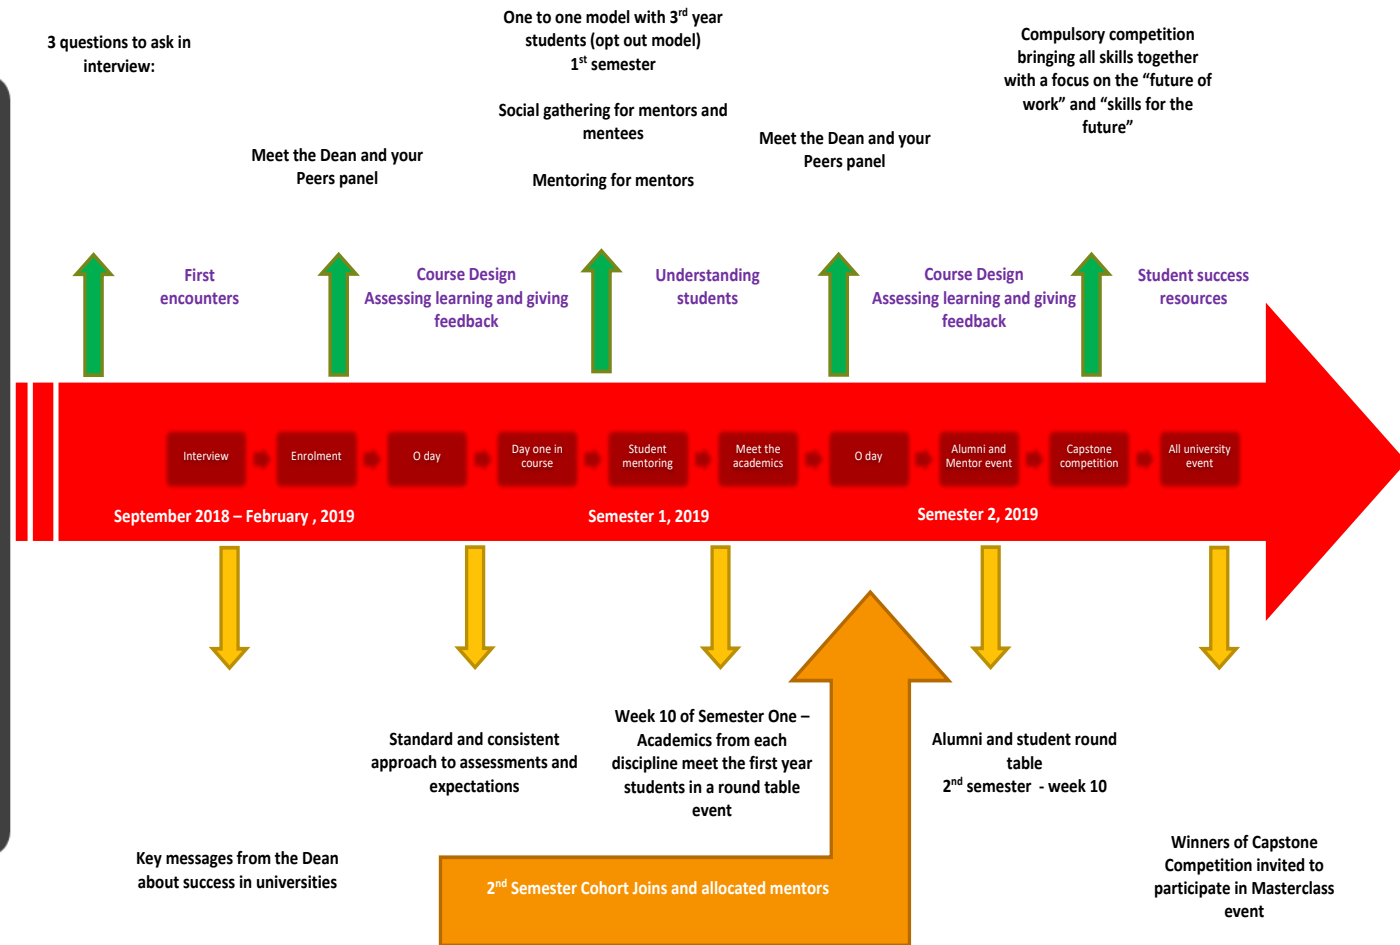 3 questions to ask in
interview:
Meet the Dean and your
Peers panel
One to one model with 3rd year
students (opt out model)
1st semester
Social gathering for mentors and
mentees
Mentoring for mentors
Meet the Dean and your
Peers panel
Compulsory competition
bringing all skills together
with a focus on the “future of
work” and “skills for the
future”
First
encounters
Course Design
Assessing learning and giving
feedback
Understanding
students
Course Design
Assessing learning and giving
feedback
Student success
resources
Interview
Enrolment
O day
Day one in
course
Student
mentoring
Meet the
academics
O day
Alumni and
Mentor event
Capstone
competition
All university
event
September 2018 – February , 2019
Semester 1, 2019
Semester 2, 2019
Key messages from the Dean
about success in universities
Standard and consistent
approach to assessments and
expectations
Week 10 of Semester One –
Academics from each
discipline meet the first year
students in a round table
event
Alumni and student round
table
2nd semester - week 10
Winners of Capstone
Competition invited to
participate in Masterclass
event
2nd Semester Cohort Joins and allocated mentors